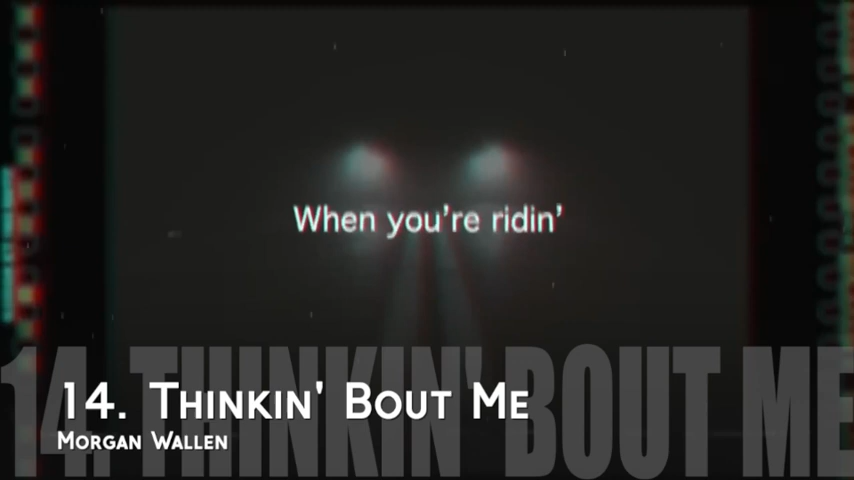 When you're ridin'
14. THINKIN' BOUT ME
14. Thinkin' Bout Me
Morgan Wallen